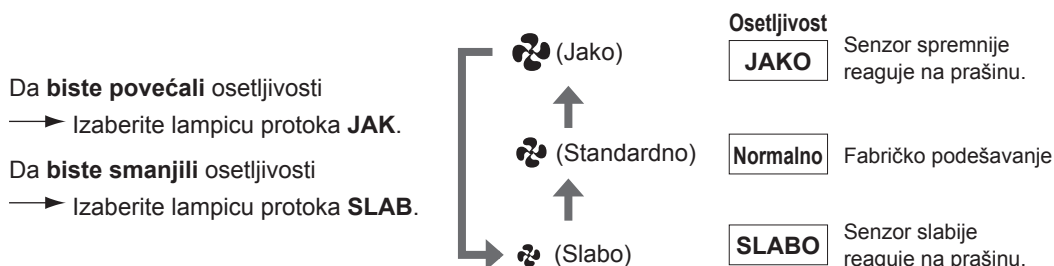 Da biste povećali osetljivosti
Izaberite lampicu protoka JAK.
Da biste smanjili osetljivosti
Izaberite lampicu protoka SLAB.
(Jako)
(Standardno)
(Slabo)
Osetljivost
JAKO
Senzor spremnije
reaguje na prašinu.
Normalno
Fabričko podešavanje
SLABO
Senzor slabije
reaguje na prašinu.